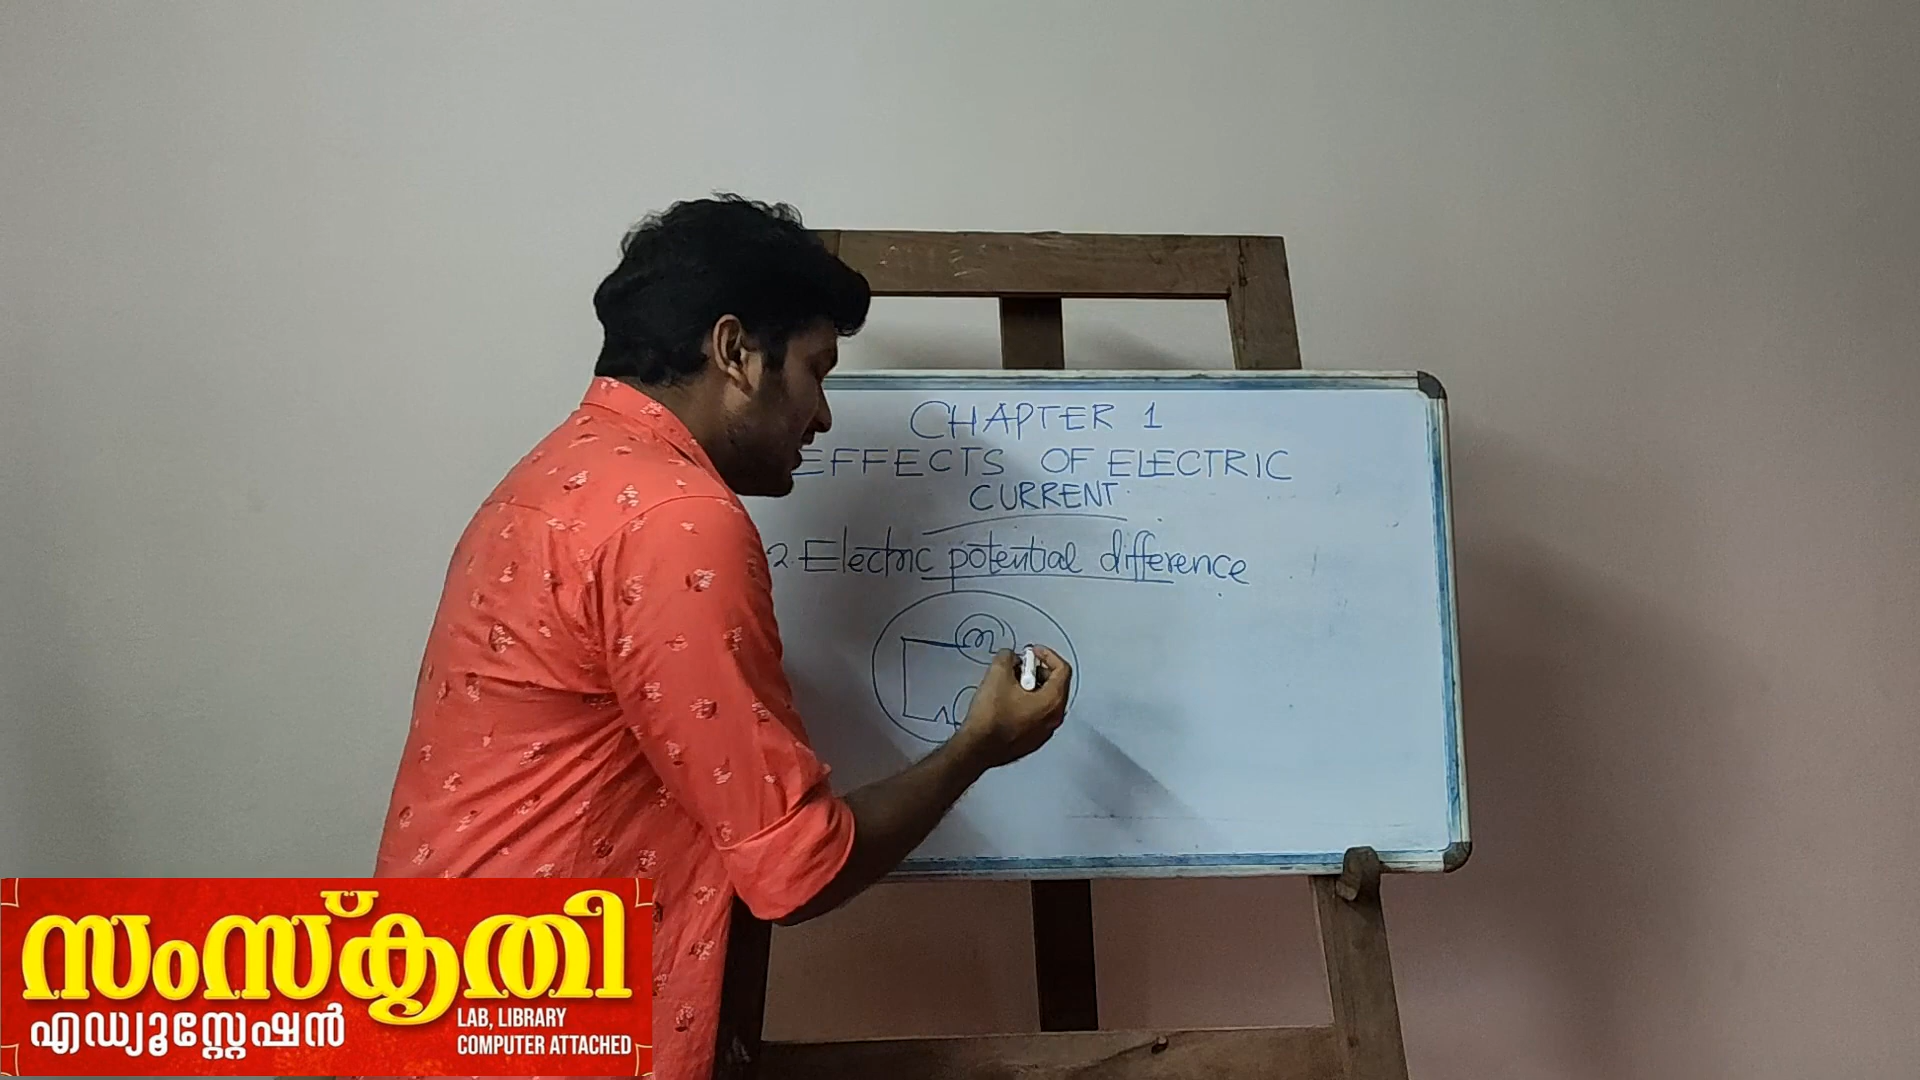 CHAPTER 1
EFFECTS OF ELECTRIC
CURRENT
2. Electric potential difference
സംസ്കൃതീ
എഡ്യൂസ്റ്റേഷൻ
LAB, LIBRARY
COMPUTER ATTACHED